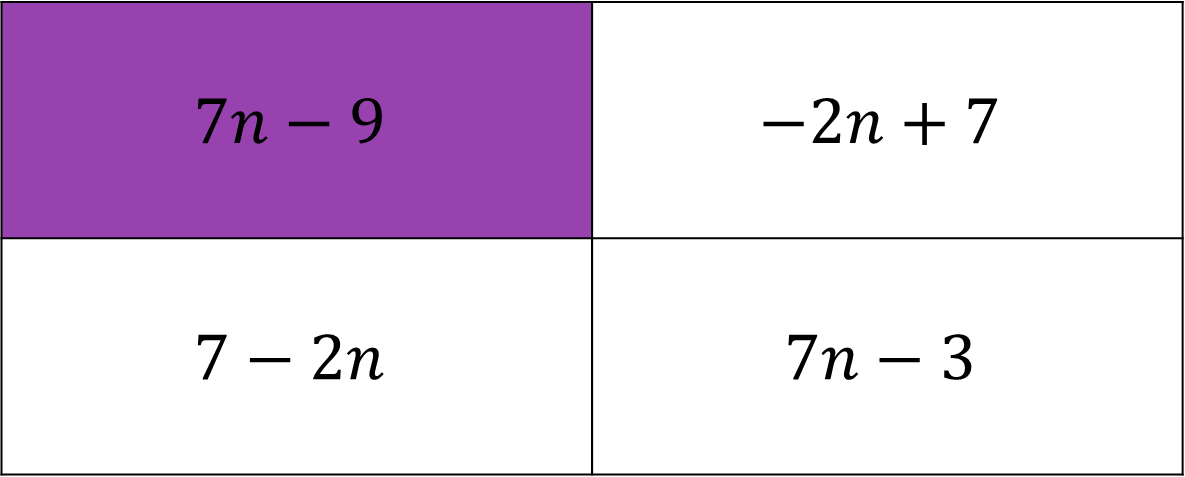 7n − 9
−2n + 7
7 − 2n
7n − 3